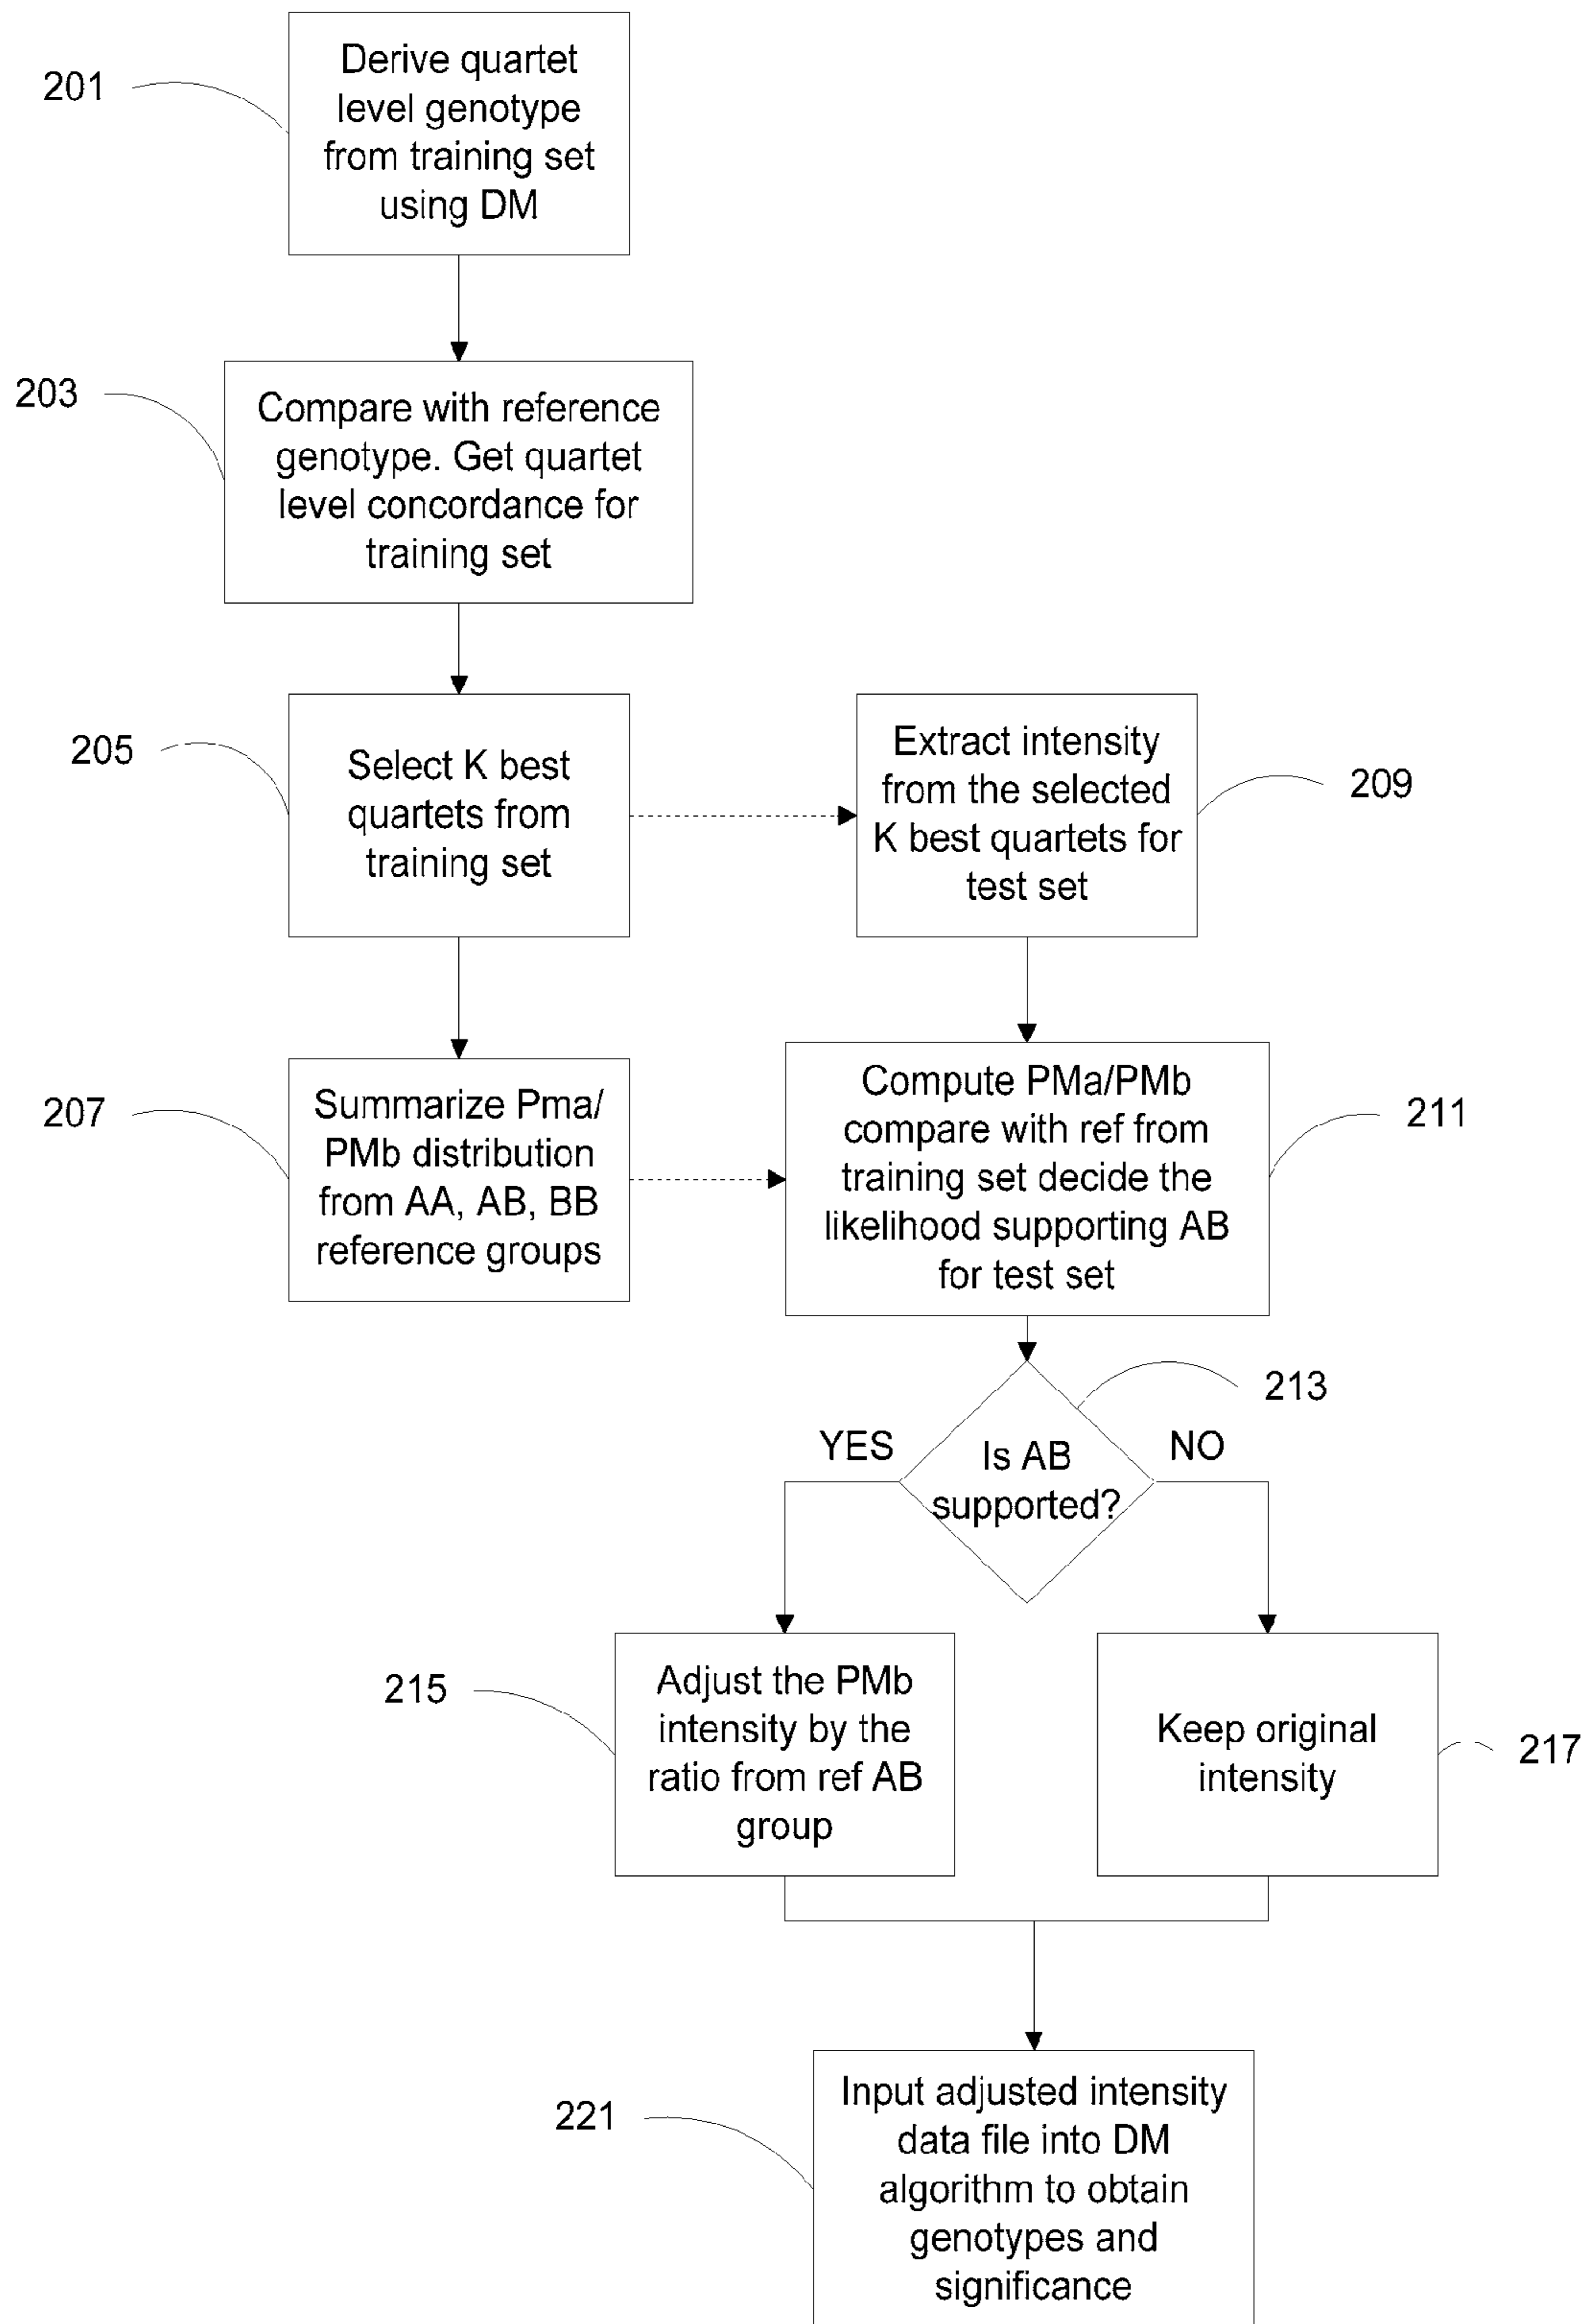 201
Derive quartet
level genotype
from training set
using DM
203
Compare with reference
genotype. Get quartet
level concordance for
training set
205
Select K best
quartets from
training set
Extract intensity
from the selected
K best quartets for
test set
209
207
Summarize Pma/
PMb distribution
from AA, AB, BB
reference groups
Compute PMa/PMb
compare with ref from
training set decide the
likelihood supporting AB
for test set
211
213
YES
Is AB
supported?
NO
215
Adjust the PMb
intensity by the
ratio from ref AB
group
Keep original
intensity
217
221
Input adjusted intensity
data file into DM
algorithm to obtain
genotypes and
significance